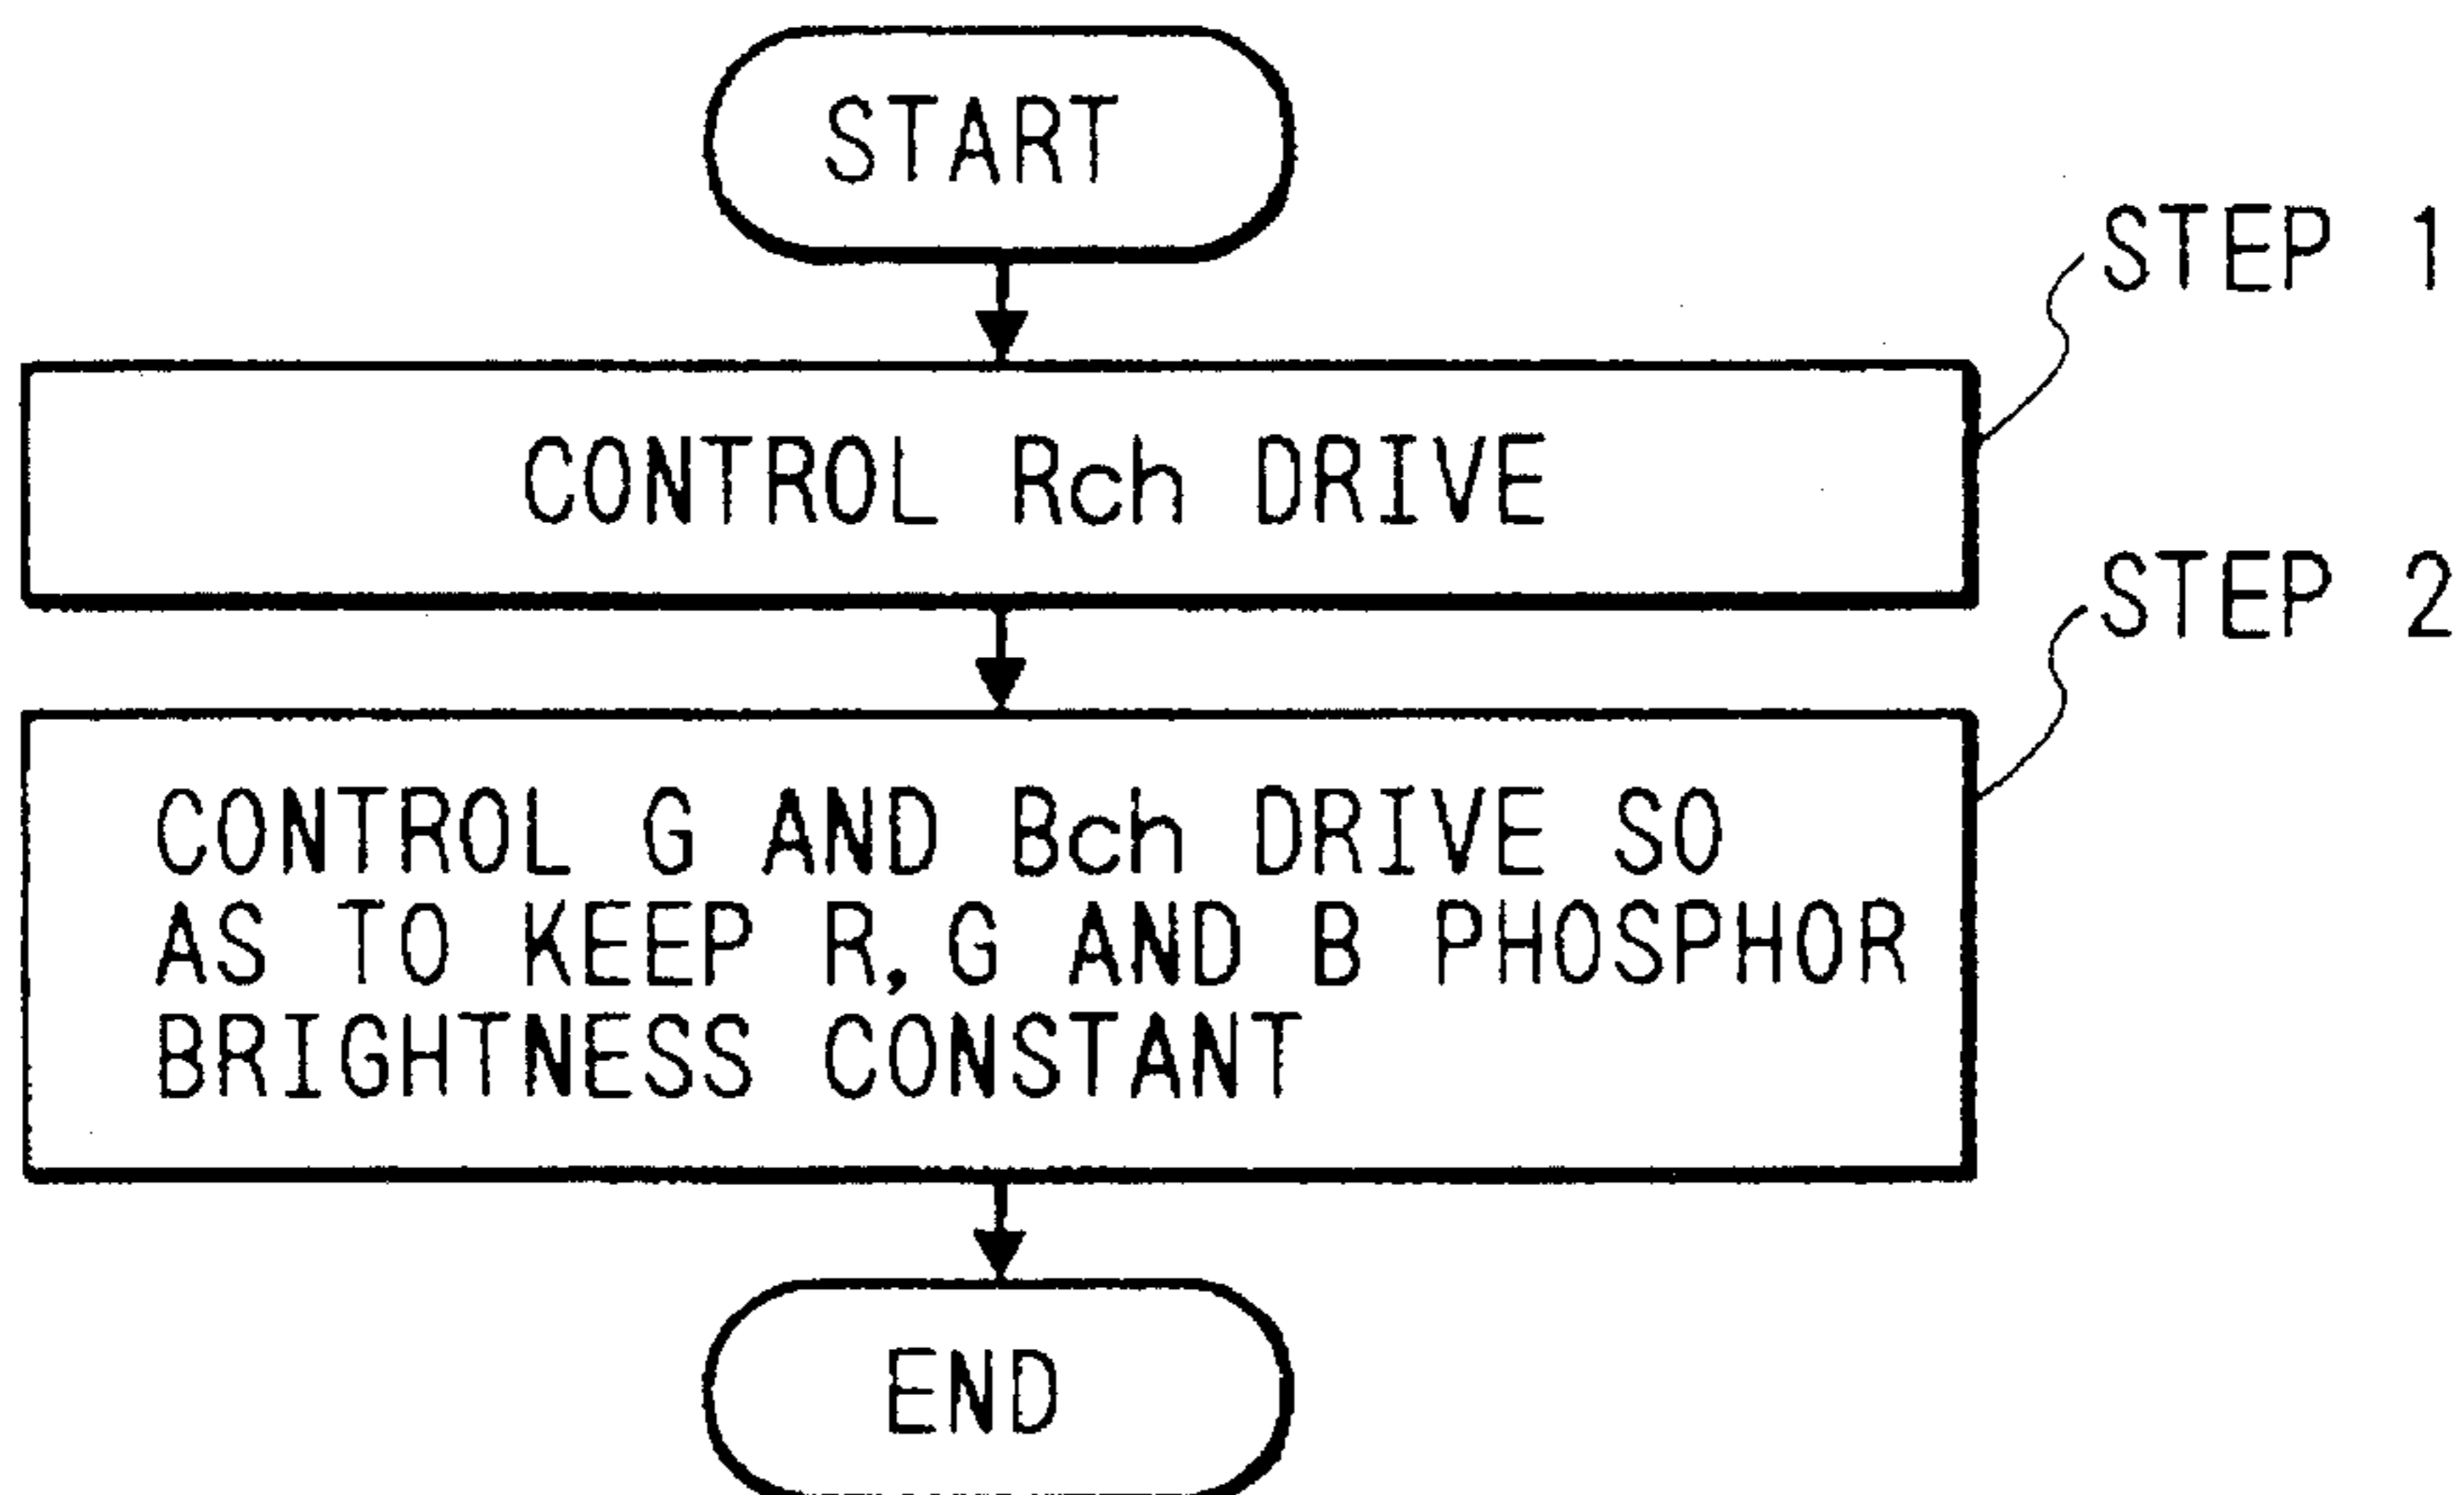 START
STEP 1
CONTROL Rch DRIVE
STEP 2
CONTROL G AND Bch DRIVE SO
AS TO KEEP R,G AND B PHOSPHOR
BRIGHTNESS CONSTANT
END